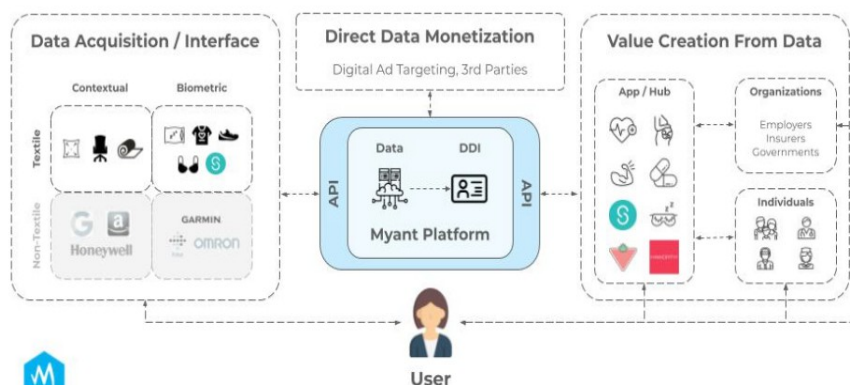 Data Acquisition / Interface
Contextual
Biometric
Textile
Non-Textile
G
a
Honeywell
GARMIN
OMRON
Direct Data Monetization
Digital Ad Targeting, 3rd Parties
API
Data
DDI
Myant Platform
API
Value Creation From Data
App / Hub
Organizations
Employers
Insurers
Governments
Individuals
User